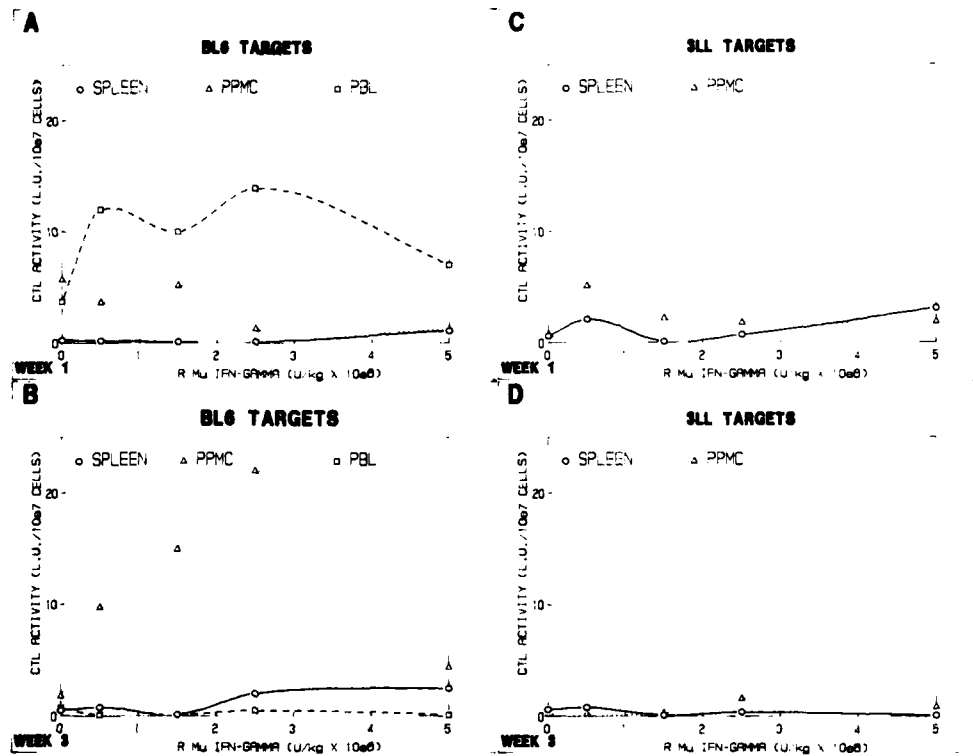 A
BL6 TARGETS
SPLEEN PPMC PBL
CTL ACTIVITY (L.U./10e7 CELLS)
20
10
0
0 1 2 3 4 5
WEEK 1
R Mu IFN-GAMMA (U/kg X 10e6)
C
3LL TARGETS
SPLEEN PPMC
CTL ACTIVITY (L.U./10e7 CELLS)
20
10
0
0 1 2 3 4 5
WEEK 1
R Mu IFN-GAMMA (U/kg X 10e6)
B
BL6 TARGETS
SPLEEN PPMC PBL
CTL ACTIVITY (L.U./10e7 CELLS)
20
10
0
0 1 2 3 4 5
WEEK 3
R Mu IFN-GAMMA (U/kg X 10e6)
D
3LL TARGETS
SPLEEN PPMC
CTL ACTIVITY (L.U./10e7 CELLS)
20
10
0
0 1 2 3 4 5
WEEK 3
R Mu IFN-GAMMA (U/kg X 10e6)